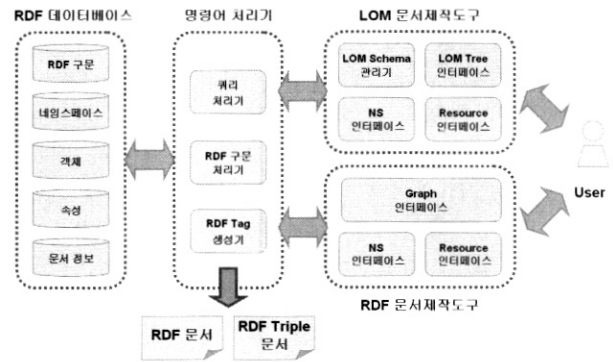 RDF 데이터베이스
명령어 처리기
LOM 문서제작도구
RDF 구문
네임스페이스
객체
속성
문서 정보
쿼리
처리기
RDF 구문
처리기
RDF Tag
생성기
LOM Schema
관리기
LOM Tree
인터페이스
NS
인터페이스
Resource
인터페이스
Graph
인터페이스
NS
인터페이스
Resource
인터페이스
RDF 문서제작도구
User
RDF 문서
RDF Triple
문서